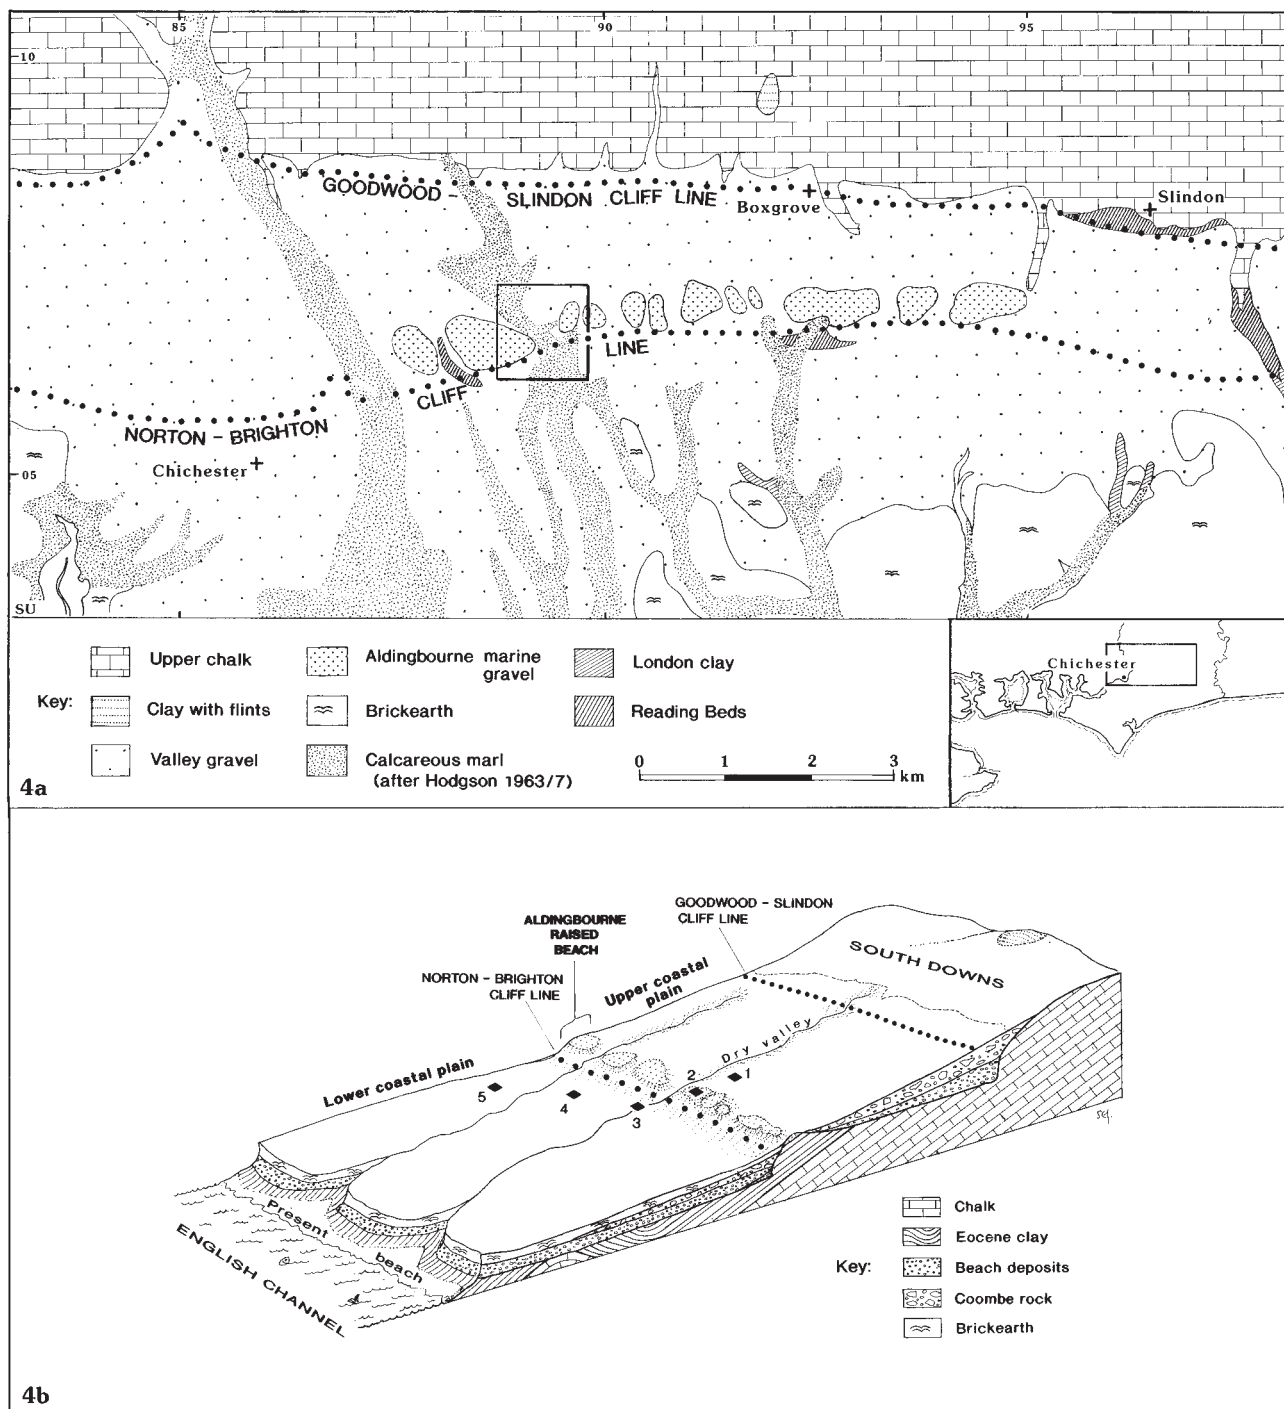 85
90
95
10
GOODWOOD - SLINDON CLIFF LINE
Boxgrove
Slindon
LINE
CLIFF
NORTON - BRIGHTON
Chichester
05
SU
Key:
Upper chalk
Clay with flints
Valley gravel
Aldingbourne marine
gravel
Brickearth
Calcareous marl
(after Hodgson 1963/7)
London clay
Reading Beds
0 1 2 3
km
Chichester
4a
GOODWOOD - SLINDON
CLIFF LINE
ALDINGBOURNE
RAISED
BEACH
NORTON - BRIGHTON
CLIFF LINE
Upper coastal
plain
SOUTH DOWNS
Dry valley
Lower coastal plain
1
2
3
4
5
Present
beach
ENGLISH CHANNEL
Key:
Chalk
Eocene clay
Beach deposits
Coombe rock
Brickearth
4b